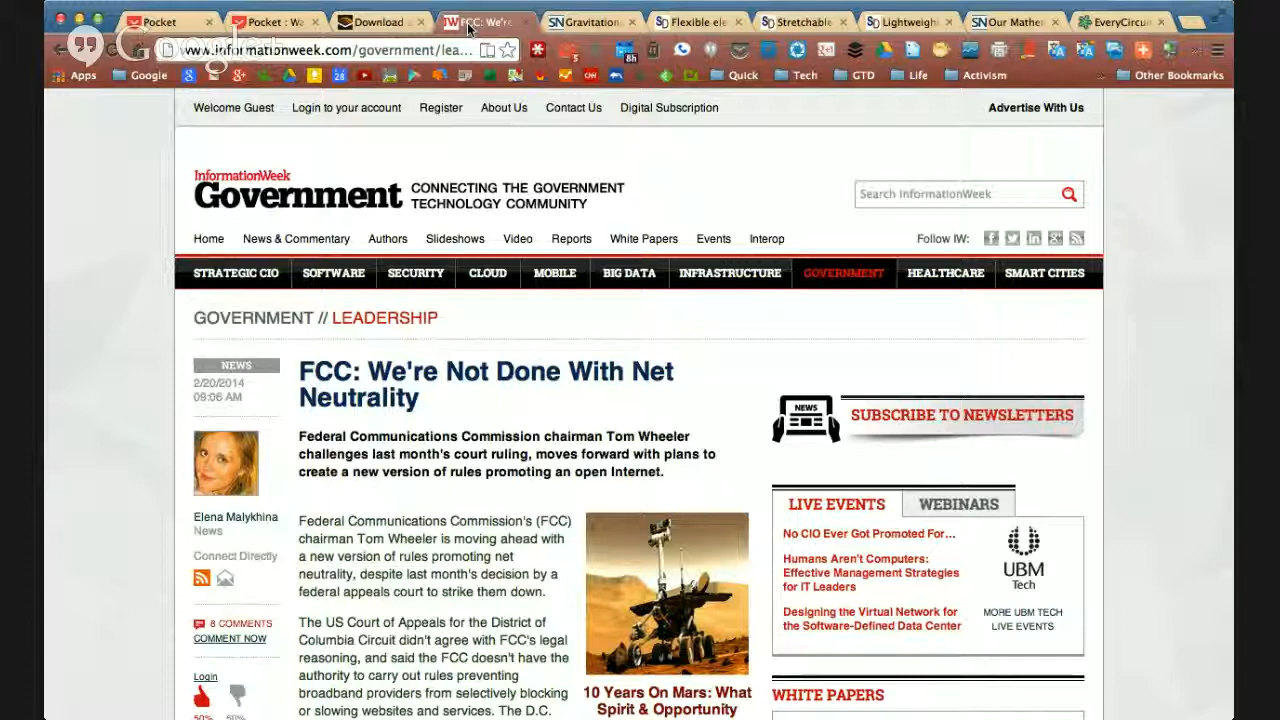 Pocket
Pocket : Wa
Download
FCC: We're
Gravitation
Flexible ele
Stretchable
Lightweigh
Our Mathe
EveryCircu
Google
www.informationweek.com/government/lea...
Apps
Google
Quick
Tech
GTD
Life
Activism
Other Bookmarks
Welcome Guest
Login to your account
Register
About Us
Contact Us
Digital Subscription
Advertise With Us
InformationWeek
Government
CONNECTING THE GOVERNMENT
TECHNOLOGY COMMUNITY
Search InformationWeek
Home
News & Commentary
Authors
Slideshows
Video
Reports
White Papers
Events
Interop
Follow IW:
STRATEGIC CIO
SOFTWARE
SECURITY
CLOUD
MOBILE
BIG DATA
INFRASTRUCTURE
GOVERNMENT
HEALTHCARE
SMART CITIES
GOVERNMENT // LEADERSHIP
NEWS
2/20/2014
09:06 AM
Elena Malykhina
News
Connect Directly
8 COMMENTS
COMMENT NOW
Login
50%
50%
FCC: We're Not Done With Net
Neutrality
Federal Communications Commission chairman Tom Wheeler
challenges last month's court ruling, moves forward with plans to
create a new version of rules promoting an open Internet.
Federal Communications Commission's (FCC)
chairman Tom Wheeler is moving ahead with
a new version of rules promoting net
neutrality, despite last month's decision by a
federal appeals court to strike them down.
The US Court of Appeals for the District of
Columbia Circuit didn't agree with FCC's legal
reasoning, and said the FCC doesn't have the
authority to carry out rules preventing
broadband providers from selectively blocking
or slowing websites and services. The D.C.
10 Years On Mars: What
Spirit & Opportunity
NEWS
SUBSCRIBE TO NEWSLETTERS
LIVE EVENTS
WEBINARS
No CIO Ever Got Promoted For...
Humans Aren't Computers:
Effective Management Strategies
for IT Leaders
Designing the Virtual Network for
the Software-Defined Data Center
UBM
Tech
MORE UBM TECH
LIVE EVENTS
WHITE PAPERS